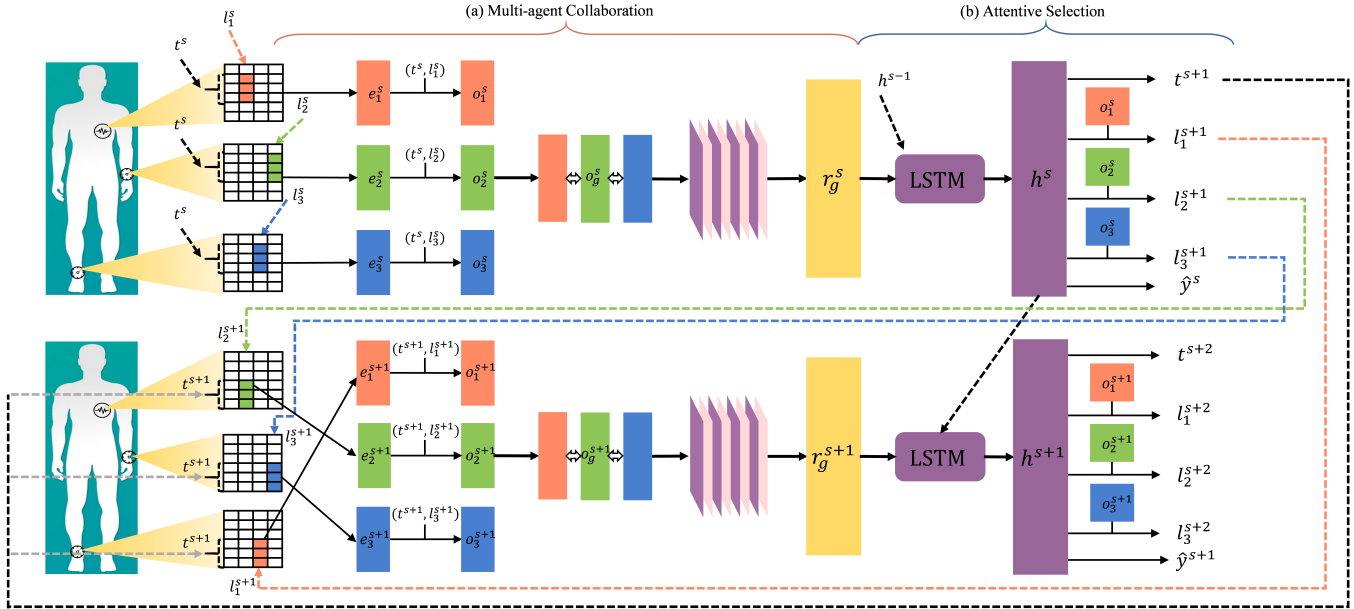 (a) Multi-agent Collaboration
(b) Attentive Selection
l_1^s
t^s
l_2^s
t^s
l_3^s
t^s
e_1^s
(t^s, l_1^s)
o_1^s
e_2^s
(t^s, l_2^s)
o_2^s
e_3^s
(t^s, l_3^s)
o_3^s
o_g^s
r_g^s
h^{s-1}
LSTM
h^s
t^{s+1}
o_1^s
l_1^{s+1}
o_2^s
l_2^{s+1}
o_3^s
l_3^{s+1}
ŷ^s
l_2^{s+1}
t^{s+1}
l_3^{s+1}
t^{s+1}
t^{s+1}
l_1^{s+1}
e_1^{s+1}
(t^{s+1}, l_1^{s+1})
o_1^{s+1}
e_2^{s+1}
(t^{s+1}, l_2^{s+1})
o_2^{s+1}
e_3^{s+1}
(t^{s+1}, l_3^{s+1})
o_3^{s+1}
o_g^{s+1}
r_g^{s+1}
LSTM
h^{s+1}
t^{s+2}
o_1^{s+1}
l_1^{s+2}
o_2^{s+1}
l_2^{s+2}
o_3^{s+1}
l_3^{s+2}
ŷ^{s+1}